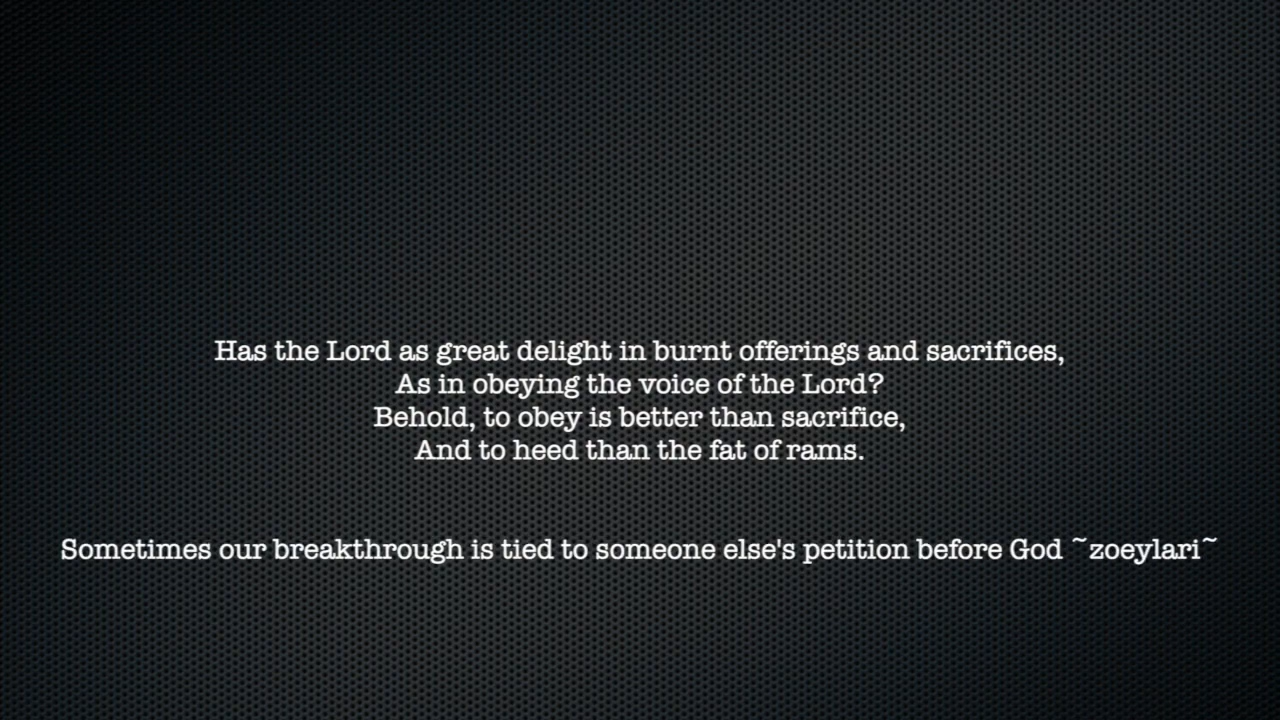 Has the Lord as great delight in burnt offerings and sacrifices,
As in obeying the voice of the Lord?
Behold, to obey is better than sacrifice,
And to heed than the fat of rams.
Sometimes our breakthrough is tied to someone else's petition before God ~zoeylari~